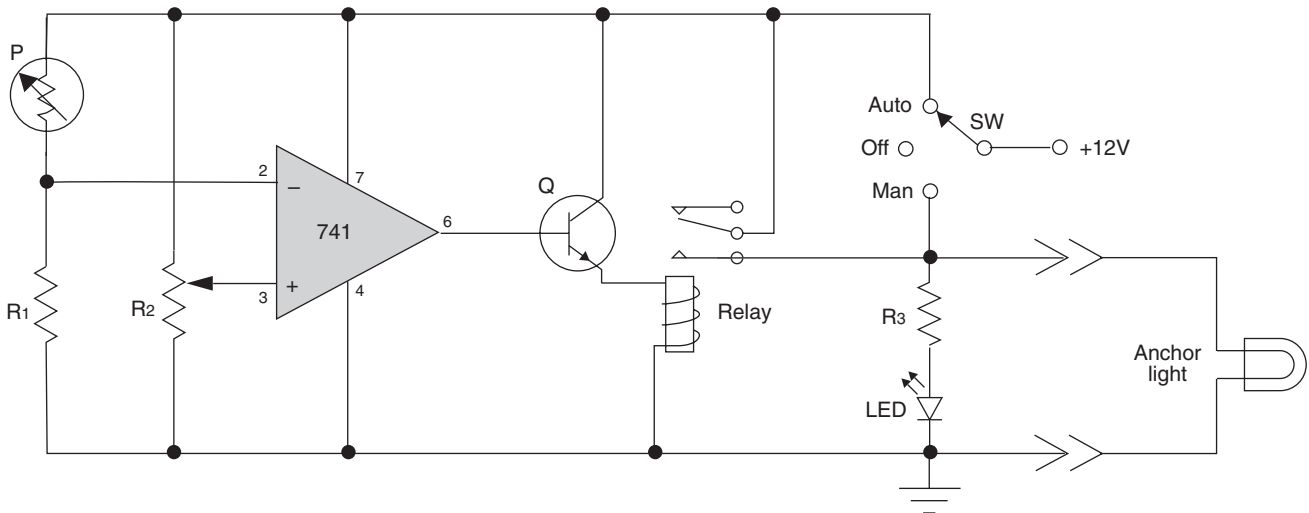 P
Auto
SW
Off
+12V
Man
2
−
7
Q
741
6
+
3
4
R1
R2
Relay
R3
Anchor
light
LED